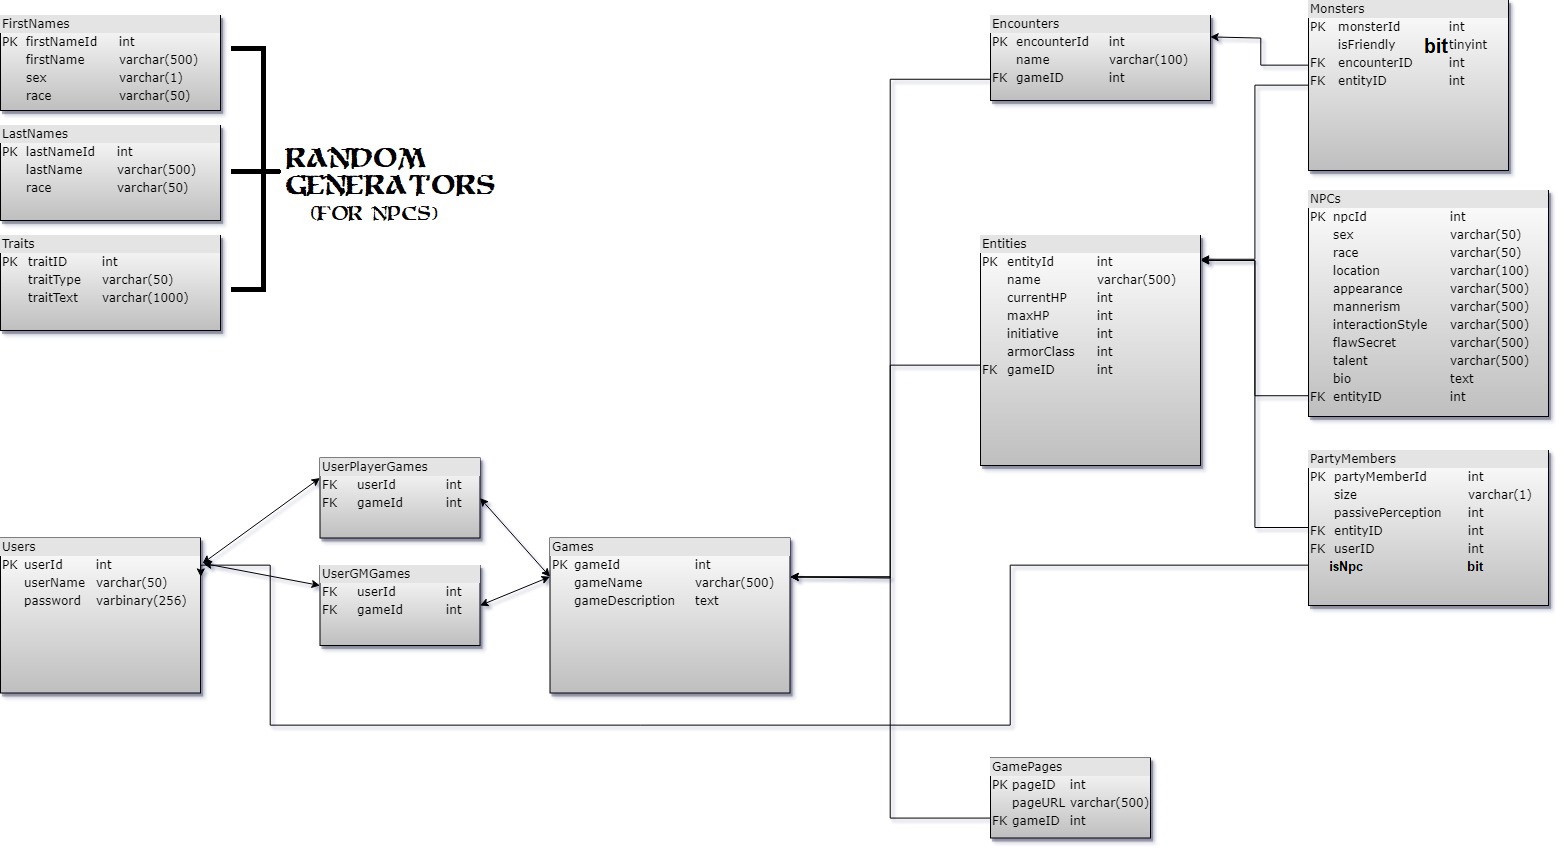 FirstNames
PK firstNameId int
firstName varchar(500)
sex varchar(1)
race varchar(50)
LastNames
PK lastNameId int
lastName varchar(500)
race varchar(50)
Traits
PK traitID int
traitType varchar(50)
traitText varchar(1000)
RANDOM
GENERATORS
(FOR NPCS)
Encounters
PK encounterId int
name varchar(100)
FK gameID int
Monsters
PK monsterId int
isFriendly bit tinyint
FK encounterID int
FK entityID int
NPCs
PK npcId int
sex varchar(50)
race varchar(50)
location varchar(100)
appearance varchar(500)
mannerism varchar(500)
interactionStyle varchar(500)
flawSecret varchar(500)
talent varchar(500)
bio text
FK entityID int
Entities
PK entityId int
name varchar(500)
currentHP int
maxHP int
initiative int
armorClass int
FK gameID int
PartyMembers
PK partyMemberId int
size varchar(1)
passivePerception int
FK entityID int
FK userID int
isNpc bit
UserPlayerGames
FK userId int
FK gameId int
Users
PK userId int
userName varchar(50)
password varbinary(256)
UserGMGames
FK userId int
FK gameId int
Games
PK gameId int
gameName varchar(500)
gameDescription text
GamePages
PK pageID int
pageURL varchar(500)
FK gameID int